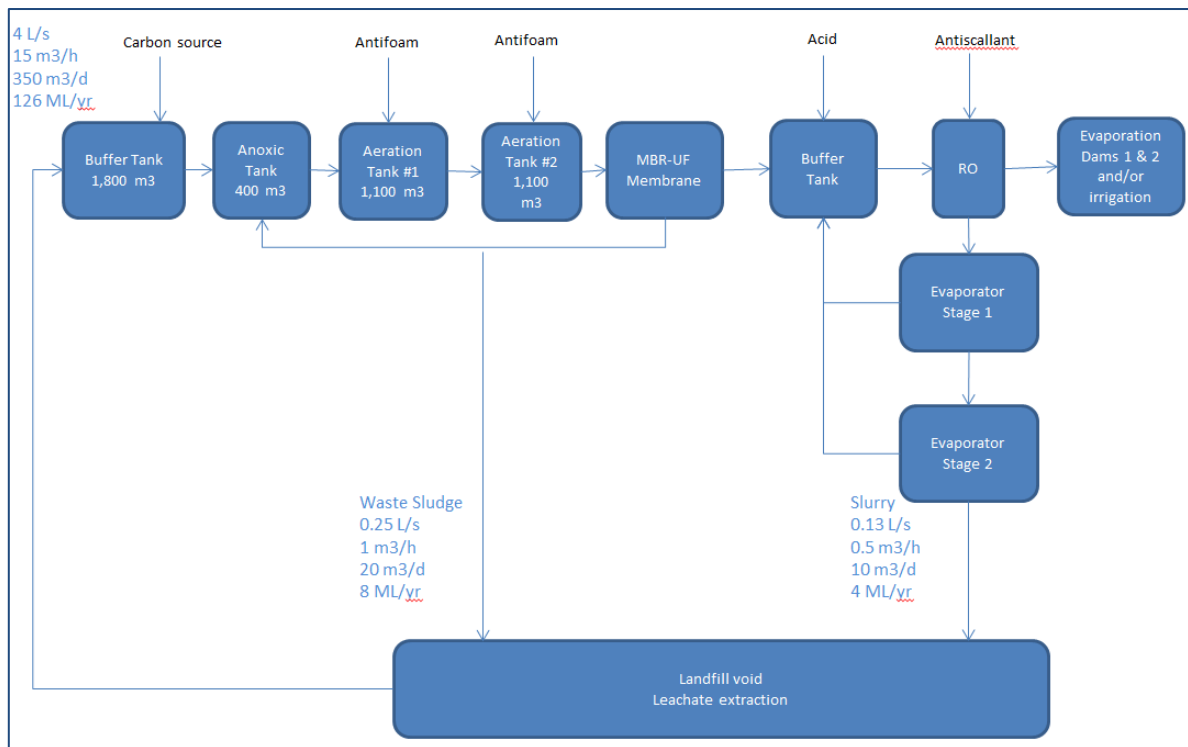 4 L/s
15 m3/h
350 m3/d
126 ML/yr
Carbon source
Antifoam
Antifoam
Acid
Antiscallant
Buffer Tank
1,800 m3
Anoxic
Tank
400 m3
Aeration
Tank #1
1,100 m3
Aeration
Tank #2
1,100
m3
MBR-UF
Membrane
Buffer
Tank
RO
Evaporation
Dams 1 & 2
and/or
irrigation
Evaporator
Stage 1
Evaporator
Stage 2
Waste Sludge
0.25 L/s
1 m3/h
20 m3/d
8 ML/yr
Slurry
0.13 L/s
0.5 m3/h
10 m3/d
4 ML/yr
Landfill void
Leachate extraction